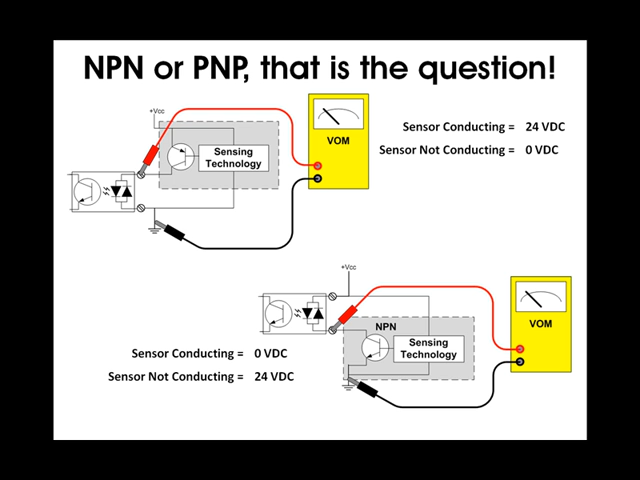 NPN or PNP, that is the question!
+Vcc
Sensing
Technology
VOM
Sensor Conducting = 24 VDC
Sensor Not Conducting = 0 VDC
+Vcc
NPN
Sensing
Technology
VOM
Sensor Conducting = 0 VDC
Sensor Not Conducting = 24 VDC